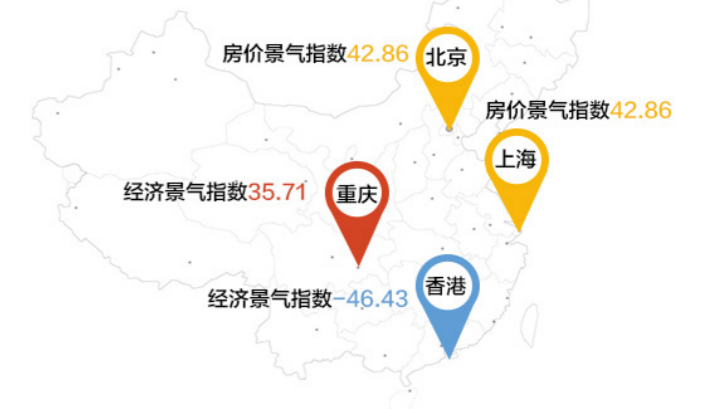 房价景气指数42.86
北京
房价景气指数42.86
上海
经济景气指数35.71
重庆
香港
经济景气指数-46.43